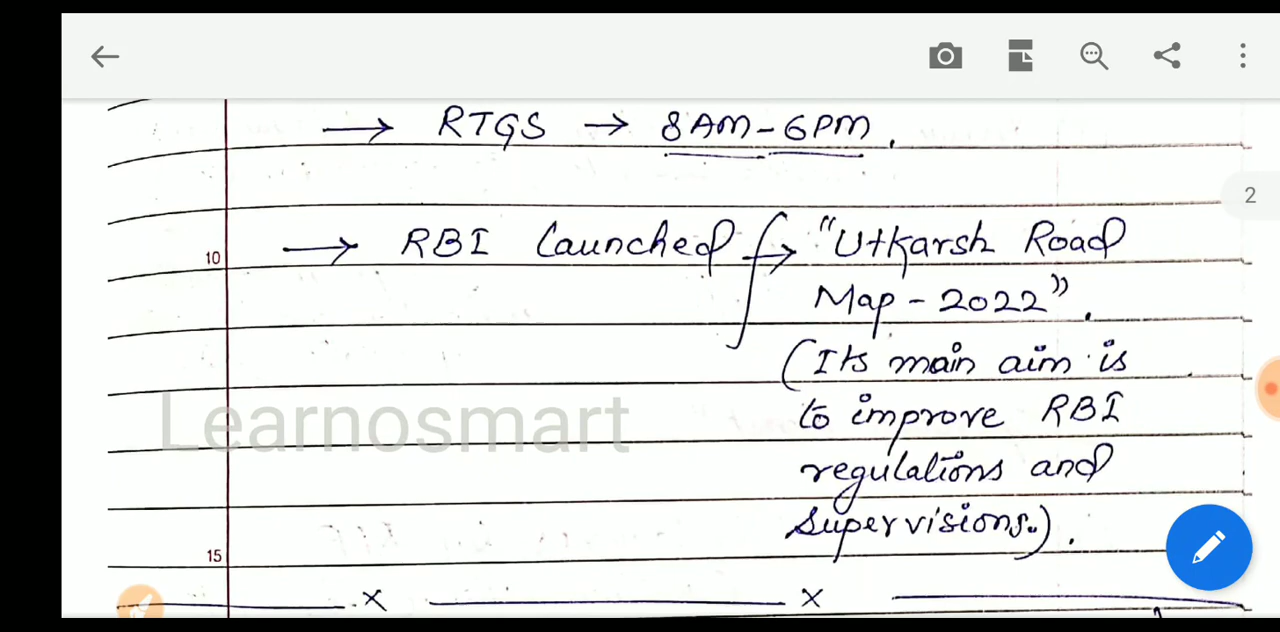 → RTGS → 8AM-6PM.
2
10
→ RBI Launched → "Utkarsh Road
Map-2022".
(Its main aim is
to improve RBI
regulations and
supervisions.).
Learnosmart
15
x x